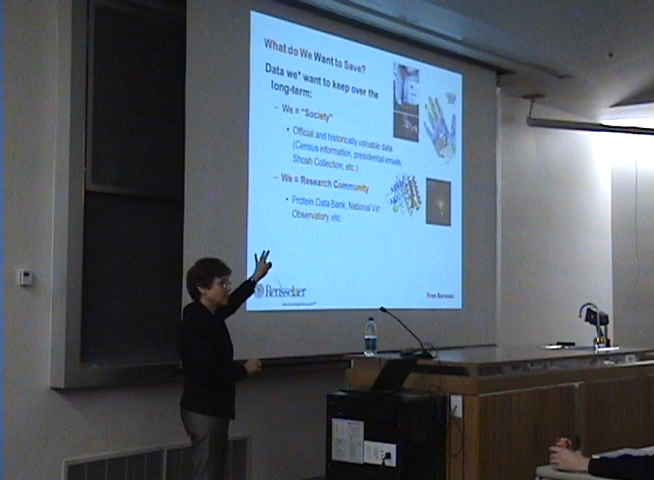 What do We Want to Save?
Data we* want to keep over the
long-term:
– We = "Society"
• Official and historically valuable data
(Census information, presidential emails,
Shoah Collection, etc.)
– We = Research Community
• Protein Data Bank, National Vir
Observatory, etc.
Rensselaer
Fran Berman